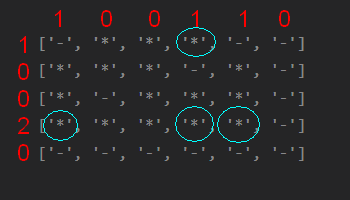 1 0 0 1 1 0
1 ['-', '*', '*', '*', '-', '-']
0 ['*', '*', '*', '-', '*', '-']
0 ['*', '-', '*', '*', '*', '-']
2 ['*', '*', '*', '*', '*', '-']
0 ['-', '-', '-', '-', '-', '-']